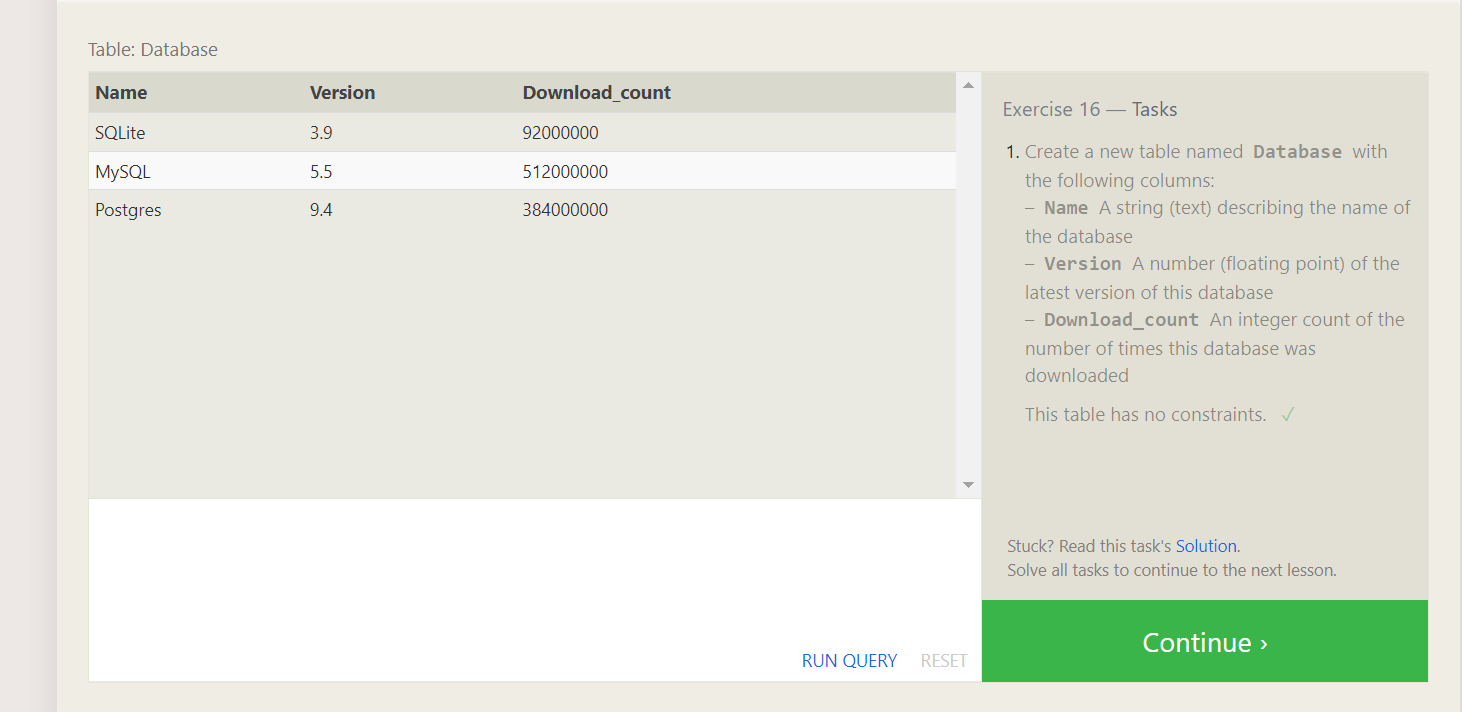 Table: Database
Name Version Download_count
SQLite 3.9 92000000
MySQL 5.5 512000000
Postgres 9.4 384000000
RUN QUERY RESET
Exercise 16 — Tasks
1. Create a new table named Database with
the following columns:
– Name A string (text) describing the name of
the database
– Version A number (floating point) of the
latest version of this database
– Download_count An integer count of the
number of times this database was
downloaded
This table has no constraints. ✓
Stuck? Read this task's Solution.
Solve all tasks to continue to the next lesson.
Continue ›